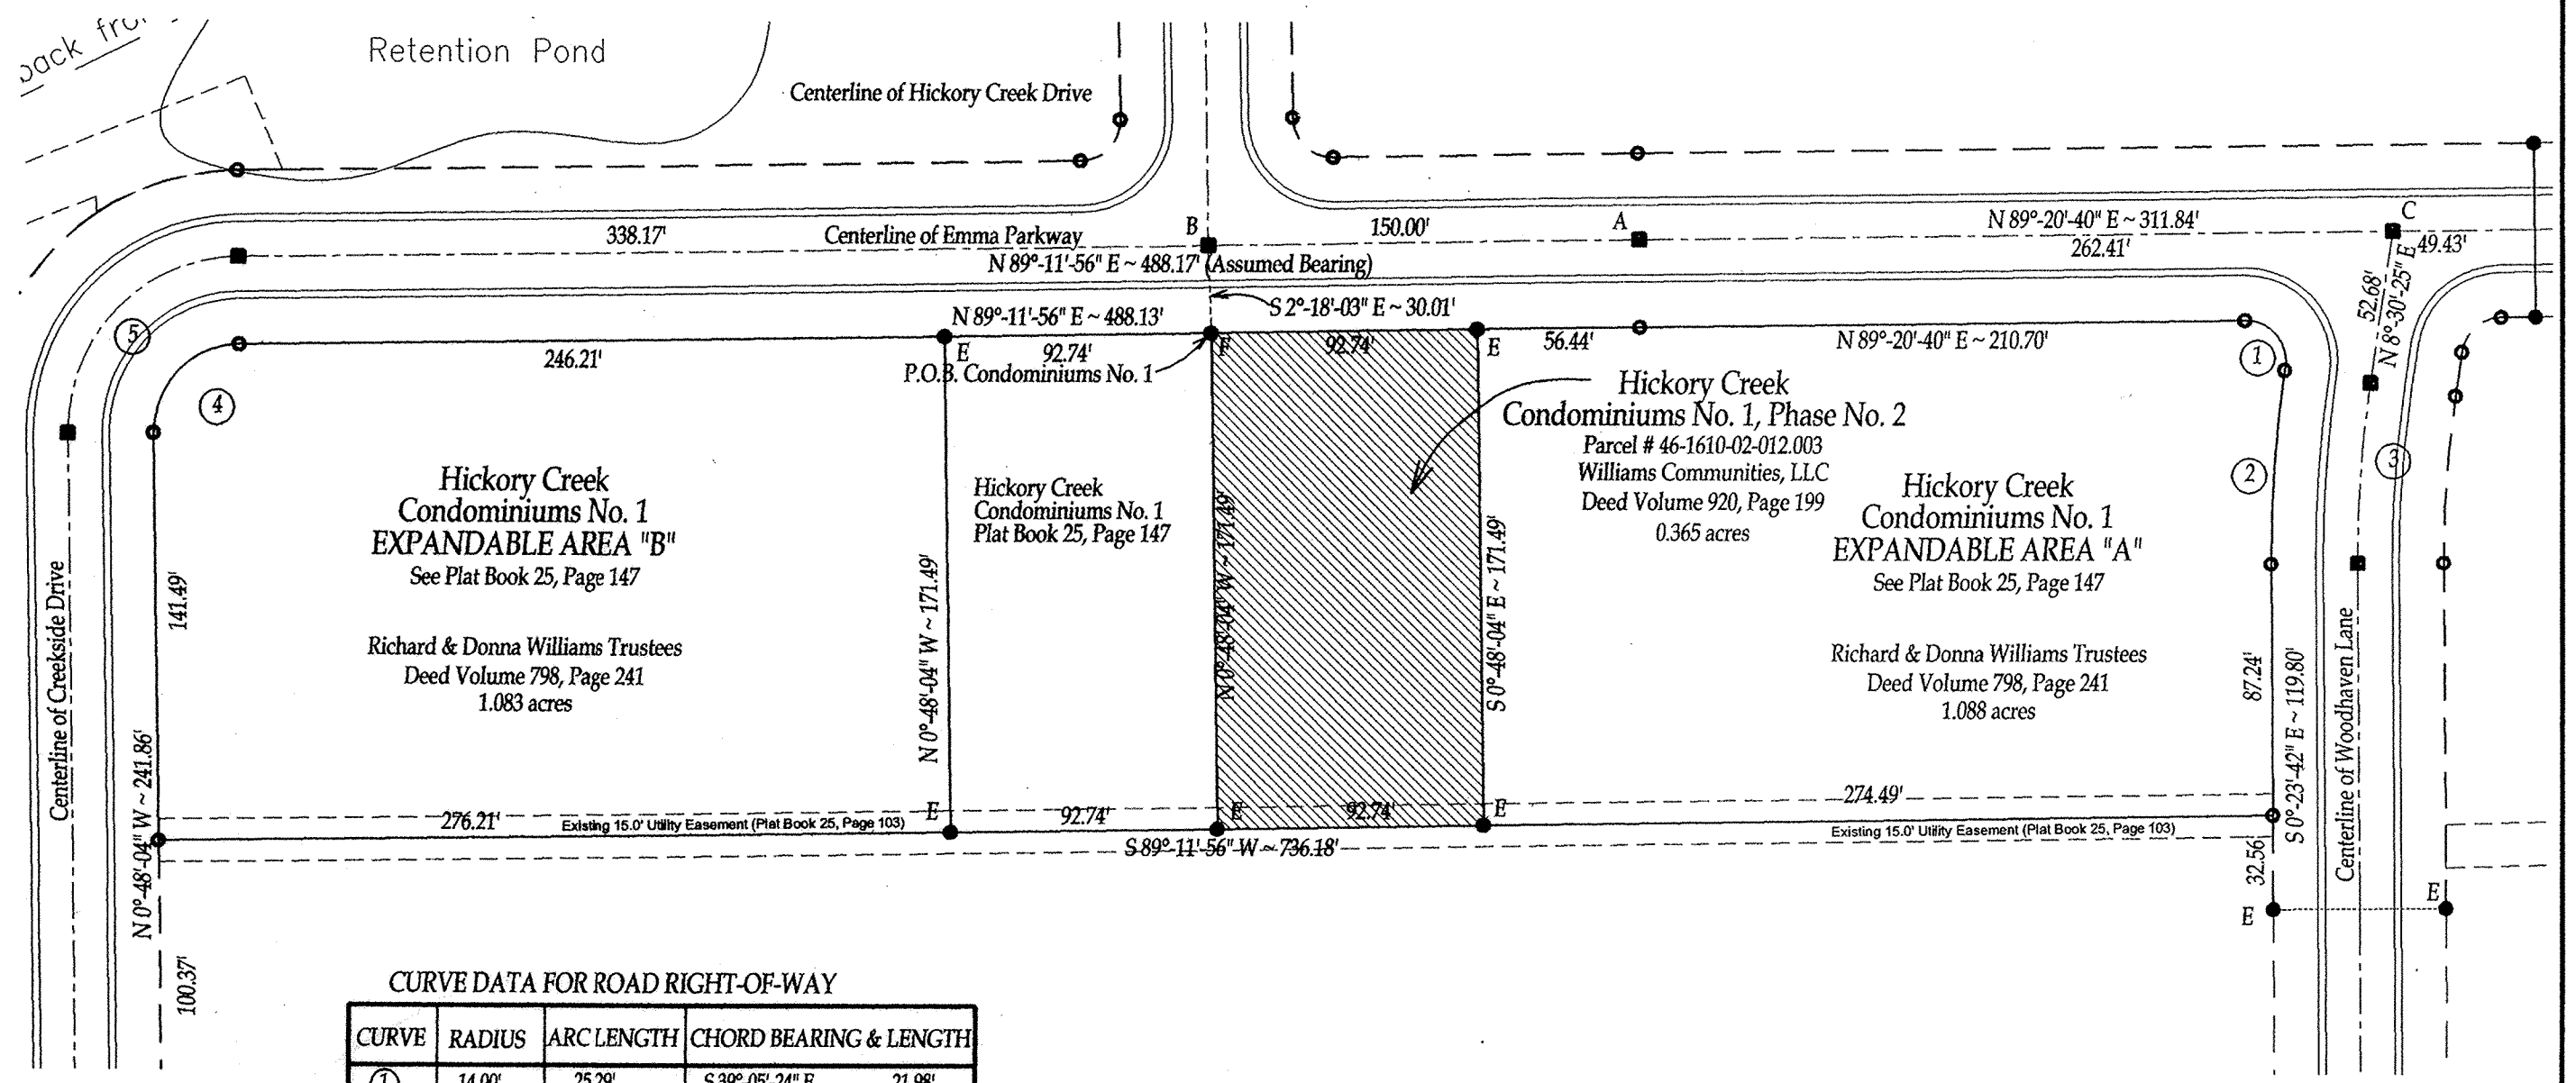 back fro
Retention Pond
Centerline of Hickory Creek Drive
338.17'
Centerline of Emma Parkway
B
150.00'
A
N 89°-20'-40" E ~ 311.84'
262.41'
C
49.43'
N 89°-11'-56" E ~ 488.17' (Assumed Bearing)
52.68'
N 8°-30'-25" E
S 2°-18'-03" E ~ 30.01'
N 89°-11'-56" E ~ 488.13'
5
246.21'
E
92.74'
F
92.74'
E
56.44'
N 89°-20'-40" E ~ 210.70'
1
P.O.B. Condominiums No. 1
4
Hickory Creek
Condominiums No. 1, Phase No. 2
Parcel # 46-1610-02-012.003
Williams Communities, LLC
Deed Volume 920, Page 199
0.365 acres
Hickory Creek
Condominiums No. 1
EXPANDABLE AREA "B"
See Plat Book 25, Page 147
Richard & Donna Williams Trustees
Deed Volume 798, Page 241
1.083 acres
Hickory Creek
Condominiums No. 1
Plat Book 25, Page 147
Hickory Creek
Condominiums No. 1
EXPANDABLE AREA "A"
See Plat Book 25, Page 147
Richard & Donna Williams Trustees
Deed Volume 798, Page 241
1.088 acres
2
3
Centerline of Creekside Drive
141.49'
N 0°-48'-04" W ~ 241.86'
100.37'
N 0°-48'-04" W ~ 171.49'
N 0°-48'-04" W ~ 171.49'
S 0°-48'-04" E ~ 171.49'
87.24'
S 0°-23'-42" E ~ 119.80'
Centerline of Woodhaven Lane
32.56'
276.21'
Existing 15.0' Utility Easement (Plat Book 25, Page 103)
E
92.74'
E
92.74'
E
274.49'
Existing 15.0' Utility Easement (Plat Book 25, Page 103)
S 89°-11'-56" W ~ 736.18'
E
E
CURVE DATA FOR ROAD RIGHT-OF-WAY
CURVE RADIUS ARC LENGTH CHORD BEARING & LENGTH
1 14.00' 25.29' S 39°-05'-24" E 21.98'